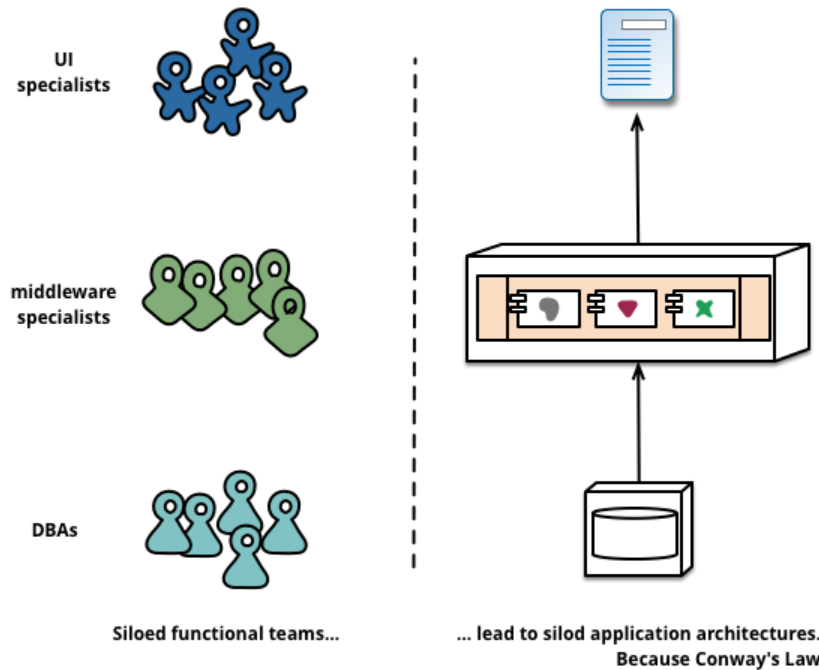 UI
specialists
middleware
specialists
DBAs
Siloed functional teams...
... lead to silod application architectures.
Because Conway's Law